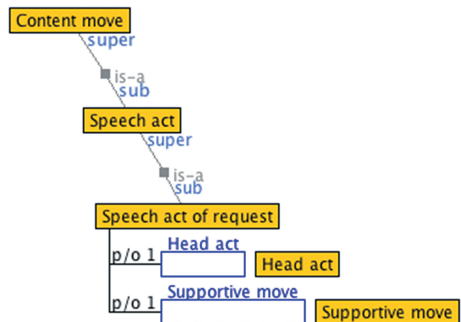 Content move
super
is-a
sub
Speech act
super
is-a
sub
Speech act of request
Head act
p/o 1
Head act
Supportive move
p/o 1
Supportive move